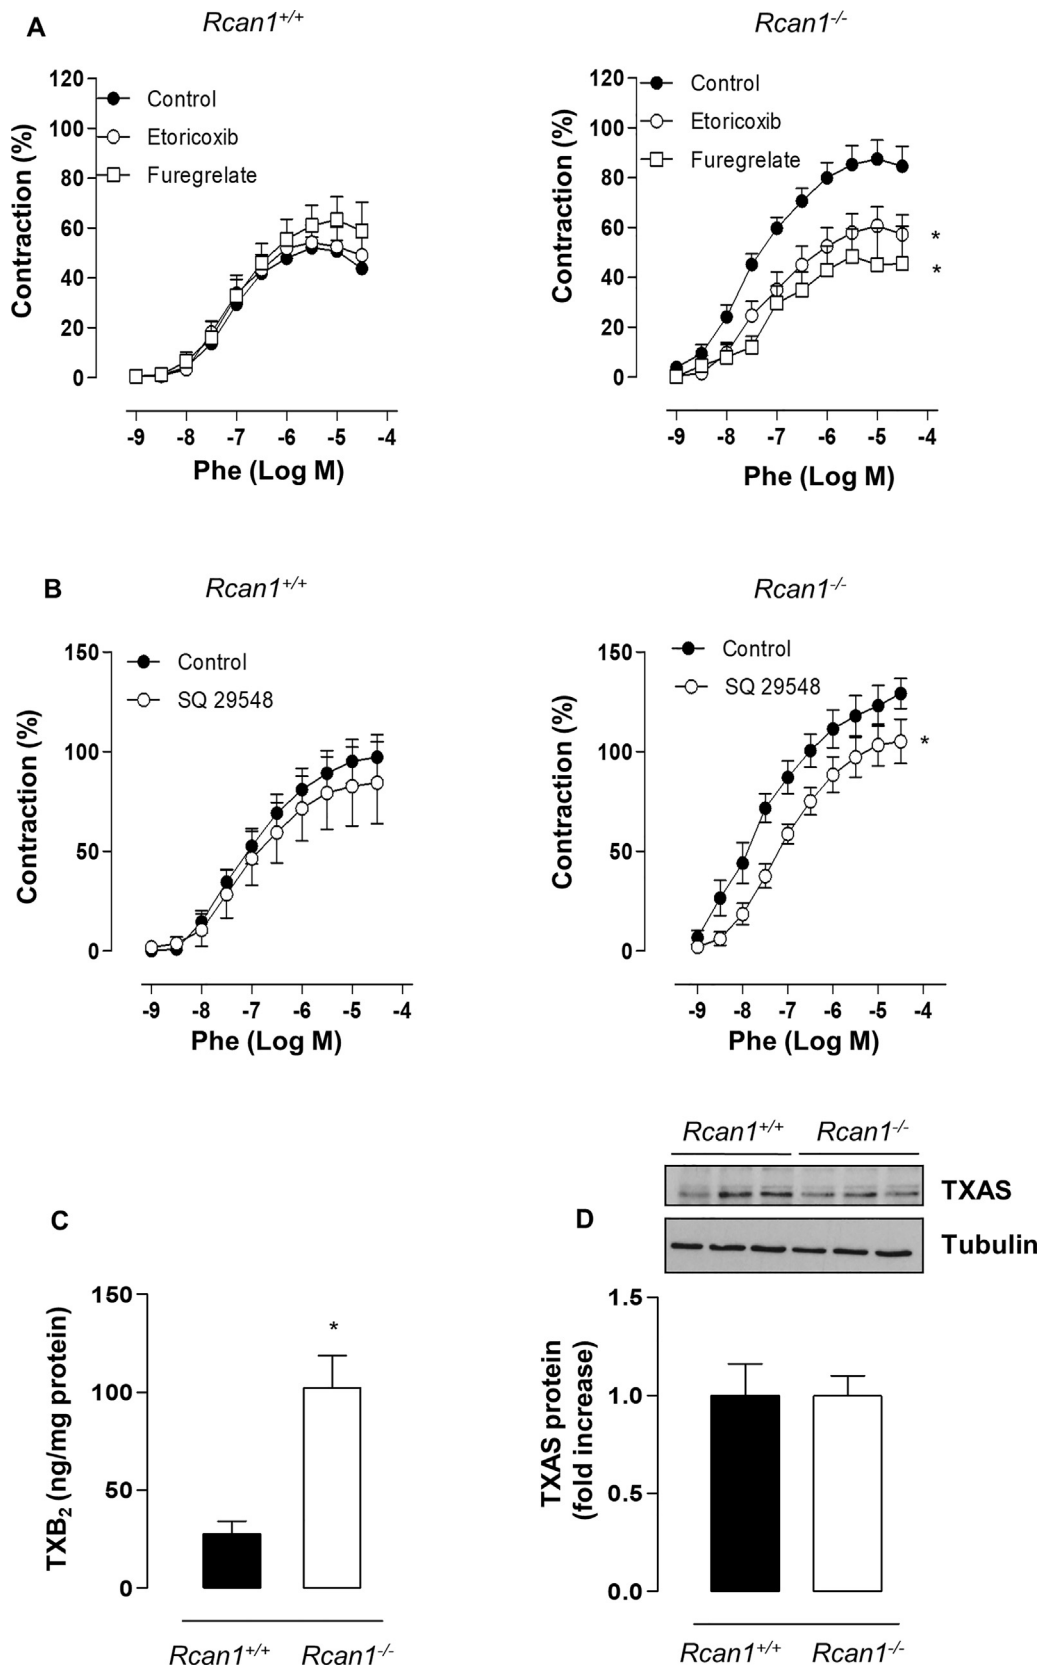 A
Rcan1+/+
Rcan1-/-
120
100
80
60
40
20
0
Contraction (%)
Control
Etoricoxib
Furegrelate
-9 -8 -7 -6 -5 -4
Phe (Log M)
120
100
80
60
40
20
0
Contraction (%)
Control
Etoricoxib
Furegrelate
*
*
-9 -8 -7 -6 -5 -4
Phe (Log M)
B
Rcan1+/+
Rcan1-/-
150
100
50
0
Contraction (%)
Control
SQ 29548
-9 -8 -7 -6 -5 -4
Phe (Log M)
150
100
50
0
Contraction (%)
Control
SQ 29548
*
-9 -8 -7 -6 -5 -4
Phe (Log M)
C
150
100
50
0
TXB2 (ng/mg protein)
*
Rcan1+/+ Rcan1-/-
D
Rcan1+/+ Rcan1-/-
TXAS
Tubulin
1.5
1.0
0.5
0.0
TXAS protein
(fold increase)
Rcan1+/+ Rcan1-/-